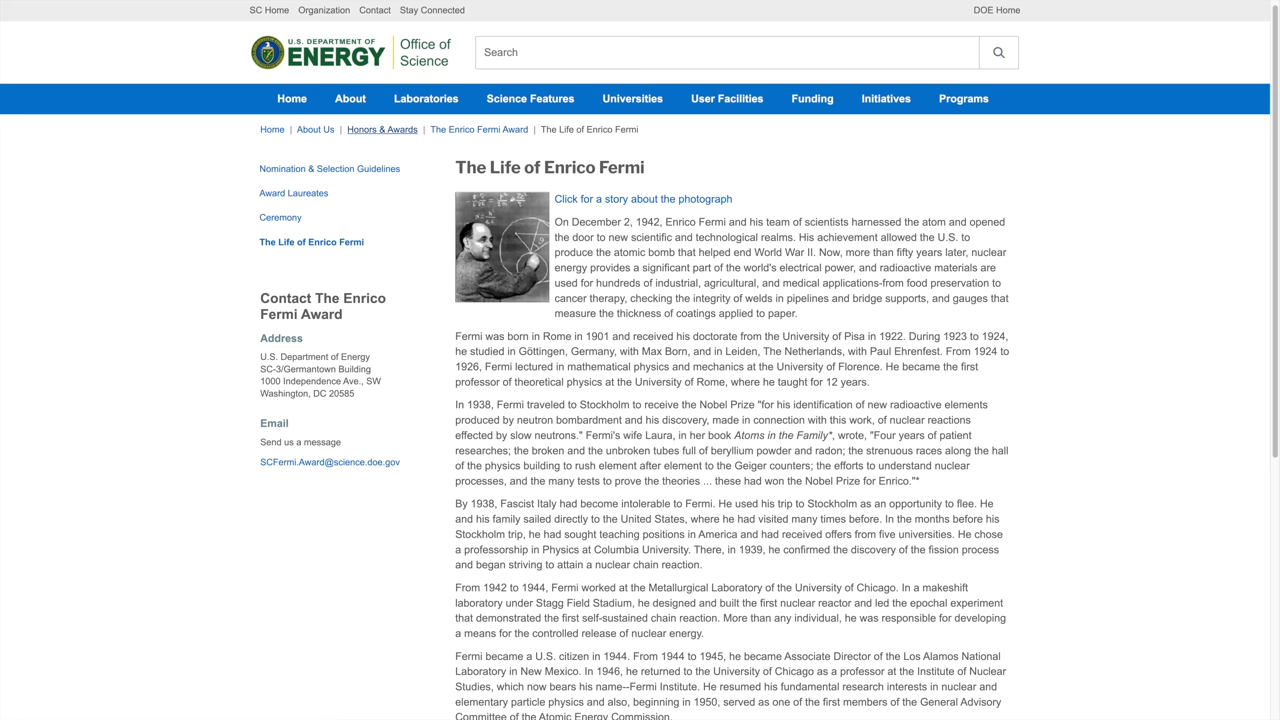 SC Home Organization Contact Stay Connected DOE Home
U.S. DEPARTMENT OF
ENERGY
Office of
Science
Search
Home About Laboratories Science Features Universities User Facilities Funding Initiatives Programs
Home | About Us | Honors & Awards | The Enrico Fermi Award | The Life of Enrico Fermi
Nomination & Selection Guidelines
Award Laureates
Ceremony
The Life of Enrico Fermi
Contact The Enrico
Fermi Award
Address
U.S. Department of Energy
SC-3/Germantown Building
1000 Independence Ave., SW
Washington, DC 20585
Email
Send us a message
SCFermi.Award@science.doe.gov
The Life of Enrico Fermi
Click for a story about the photograph
On December 2, 1942, Enrico Fermi and his team of scientists harnessed the atom and opened
the door to new scientific and technological realms. His achievement allowed the U.S. to
produce the atomic bomb that helped end World War II. Now, more than fifty years later, nuclear
energy provides a significant part of the world's electrical power, and radioactive materials are
used for hundreds of industrial, agricultural, and medical applications-from food preservation to
cancer therapy, checking the integrity of welds in pipelines and bridge supports, and gauges that
measure the thickness of coatings applied to paper.
Fermi was born in Rome in 1901 and received his doctorate from the University of Pisa in 1922. During 1923 to 1924,
he studied in Göttingen, Germany, with Max Born, and in Leiden, The Netherlands, with Paul Ehrenfest. From 1924 to
1926, Fermi lectured in mathematical physics and mechanics at the University of Florence. He became the first
professor of theoretical physics at the University of Rome, where he taught for 12 years.
In 1938, Fermi traveled to Stockholm to receive the Nobel Prize "for his identification of new radioactive elements
produced by neutron bombardment and his discovery, made in connection with this work, of nuclear reactions
effected by slow neutrons." Fermi's wife Laura, in her book Atoms in the Family*, wrote, "Four years of patient
researches; the broken and the unbroken tubes full of beryllium powder and radon; the strenuous races along the hall
of the physics building to rush element after element to the Geiger counters; the efforts to understand nuclear
processes, and the many tests to prove the theories ... these had won the Nobel Prize for Enrico."*
By 1938, Fascist Italy had become intolerable to Fermi. He used his trip to Stockholm as an opportunity to flee. He
and his family sailed directly to the United States, where he had visited many times before. In the months before his
Stockholm trip, he had sought teaching positions in America and had received offers from five universities. He chose
a professorship in Physics at Columbia University. There, in 1939, he confirmed the discovery of the fission process
and began striving to attain a nuclear chain reaction.
From 1942 to 1944, Fermi worked at the Metallurgical Laboratory of the University of Chicago. In a makeshift
laboratory under Stagg Field Stadium, he designed and built the first nuclear reactor and led the epochal experiment
that demonstrated the first self-sustained chain reaction. More than any individual, he was responsible for developing
a means for the controlled release of nuclear energy.
Fermi became a U.S. citizen in 1944. From 1944 to 1945, he became Associate Director of the Los Alamos National
Laboratory in New Mexico. In 1946, he returned to the University of Chicago as a professor at the Institute of Nuclear
Studies, which now bears his name--Fermi Institute. He resumed his fundamental research interests in nuclear and
elementary particle physics and also, beginning in 1950, served as one of the first members of the General Advisory
Committee of the Atomic Energy Commission.